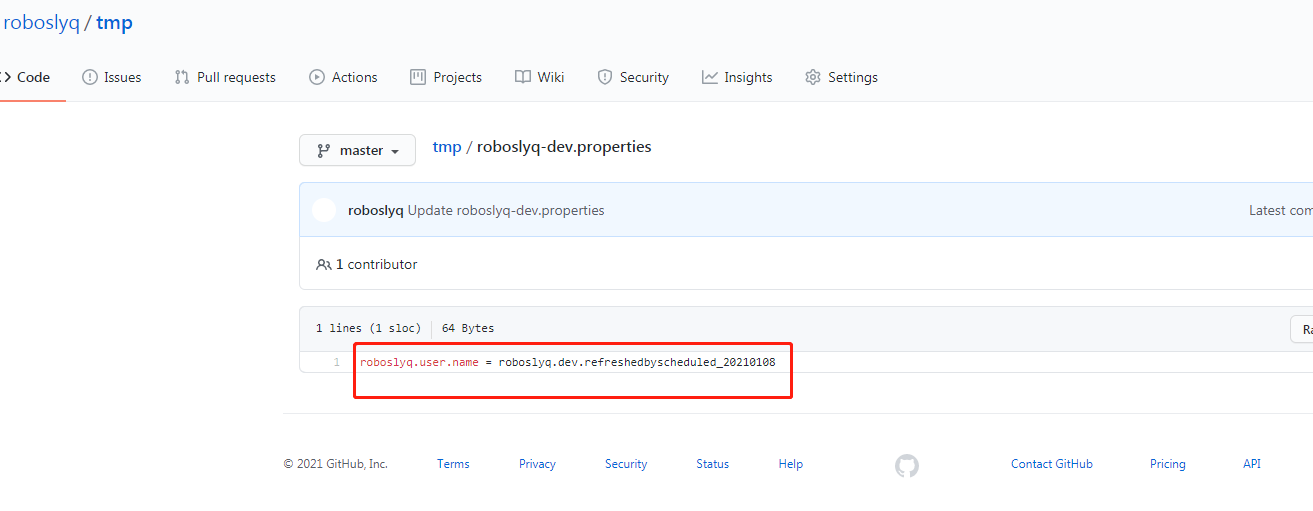 roboslyq / tmp
Code Issues Pull requests Actions Projects Wiki Security Insights Settings
master tmp / roboslyq-dev.properties
roboslyq Update roboslyq-dev.properties Latest com
1 contributor
1 lines (1 sloc) 64 Bytes Ra
1 roboslyq.user.name = roboslyq.dev.refreshedbyscheduled_20210108
© 2021 GitHub, Inc. Terms Privacy Security Status Help Contact GitHub Pricing API